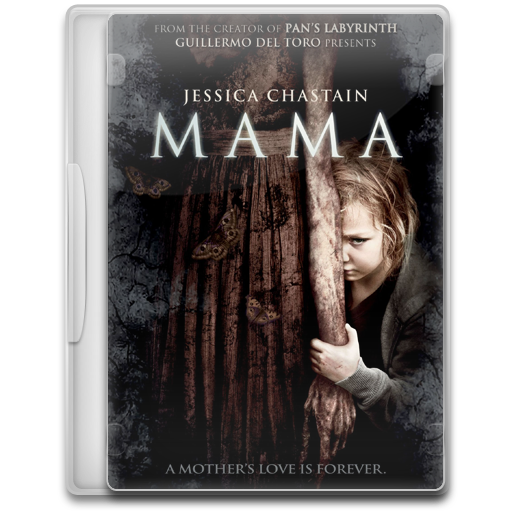 FROM THE CREATOR OF PAN'S LABYRINTH
GUILLERMO DEL TORO PRESENTS
JESSICA CHASTAIN
MAMA
A MOTHER'S LOVE IS FOREVER.